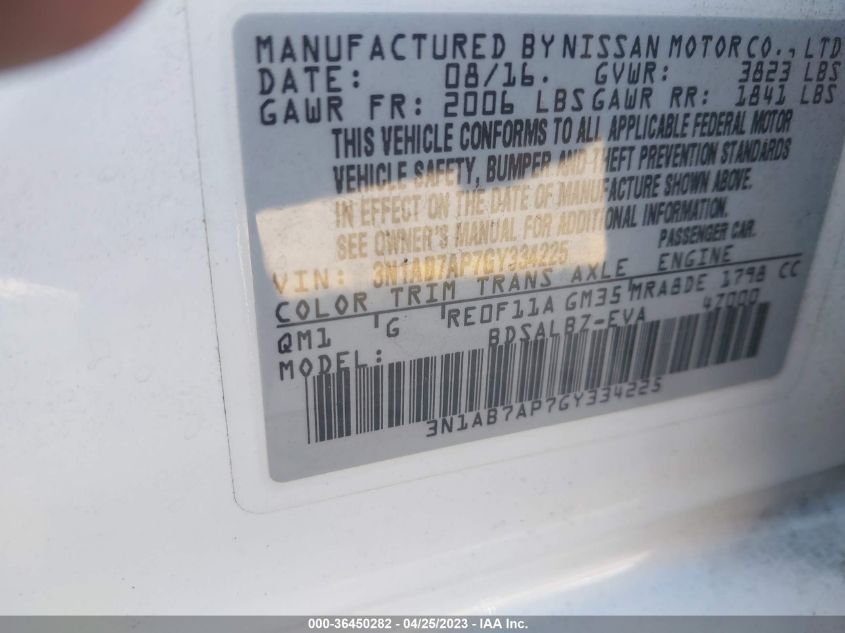 MANUFACTURED BY NISSAN MOTOR CO., LTD
DATE: 08/16. GVWR: 3823 LBS
GAWR FR: 2006 LBS GAWR RR: 1841 LBS
THIS VEHICLE CONFORMS TO ALL APPLICABLE FEDERAL MOTOR
VEHICLE SAFETY, BUMPER AND THEFT PREVENTION STANDARDS
IN EFFECT ON THE DATE OF MANUFACTURE SHOWN ABOVE.
SEE OWNER'S MANUAL FOR ADDITIONAL INFORMATION.
VIN: 3N1AB7AP7GY334225 PASSENGER CAR.
COLOR TRIM TRANS AXLE ENGINE
QM1 G RE0F11A GM35 MRA8DE 1798 CC
MODEL: BDSALBZ-EVA 47000
3N1AB7AP7GY334225
000-36450282 - 04/25/2023 - IAA Inc.